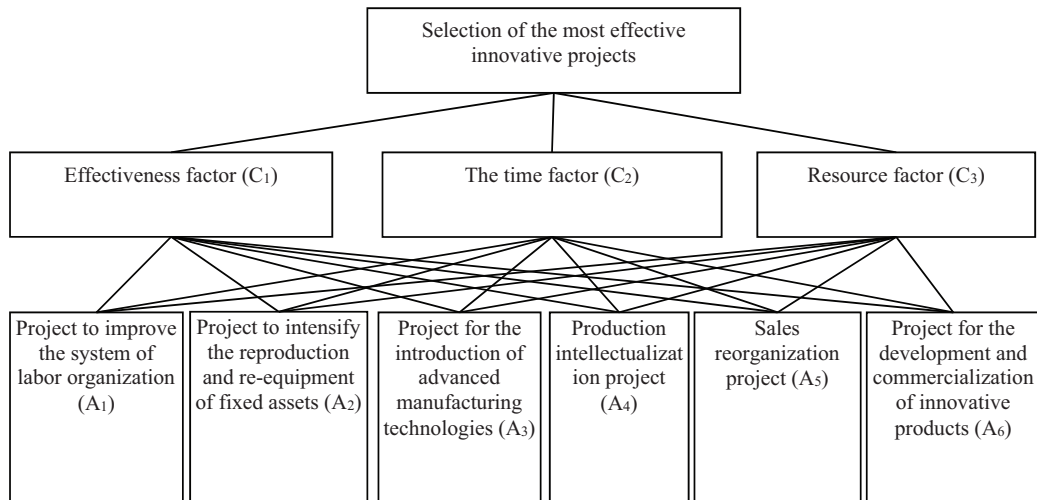 Selection of the most effective
innovative projects
Effectiveness factor (C₁)
The time factor (C₂)
Resource factor (C₃)
Project to improve
the system of
labor organization
(A₁)
Project to intensify
the reproduction
and re-equipment
of fixed assets (A₂)
Project for the
introduction of
advanced
manufacturing
technologies (A₃)
Production
intellectualizat
ion project
(A₄)
Sales
reorganization
project (A₅)
Project for the
development and
commercialization
of innovative
products (A₆)